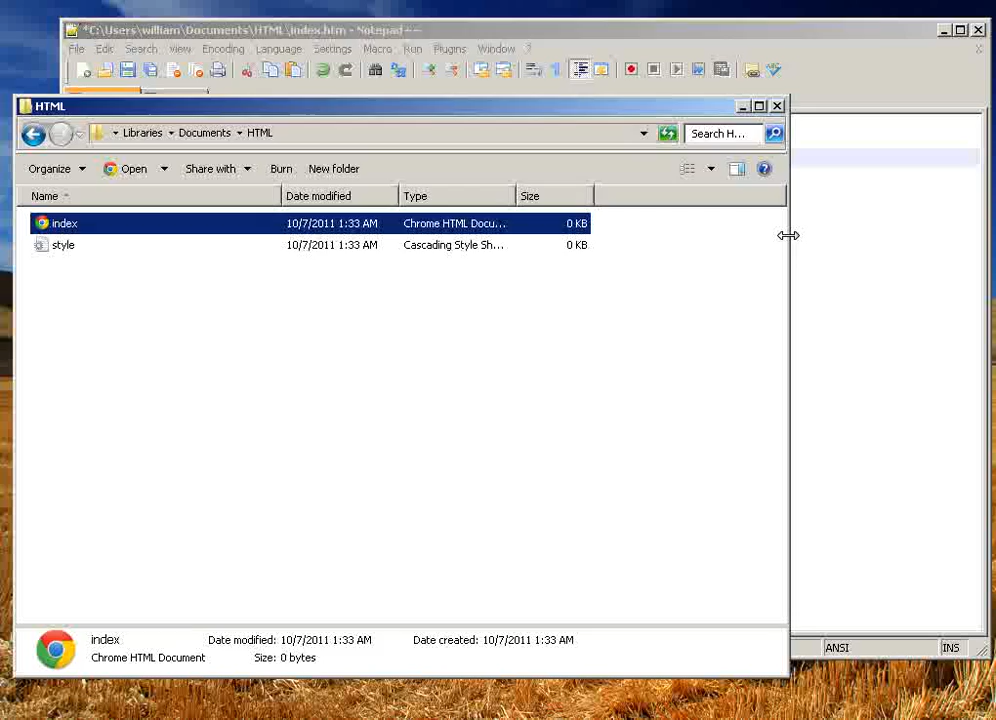 *C:\Users\william\Documents\HTML\index.htm - Notepad++
File Edit Search View Encoding Language Settings Macro Run Plugins Window ?
X
HTML
Libraries Documents HTML
Search H...
Organize Open Share with Burn New folder
Name Date modified Type Size
index 10/7/2011 1:33 AM Chrome HTML Docu... 0 KB
style 10/7/2011 1:33 AM Cascading Style Sh... 0 KB
index Date modified: 10/7/2011 1:33 AM Date created: 10/7/2011 1:33 AM
Chrome HTML Document Size: 0 bytes
ANSI INS